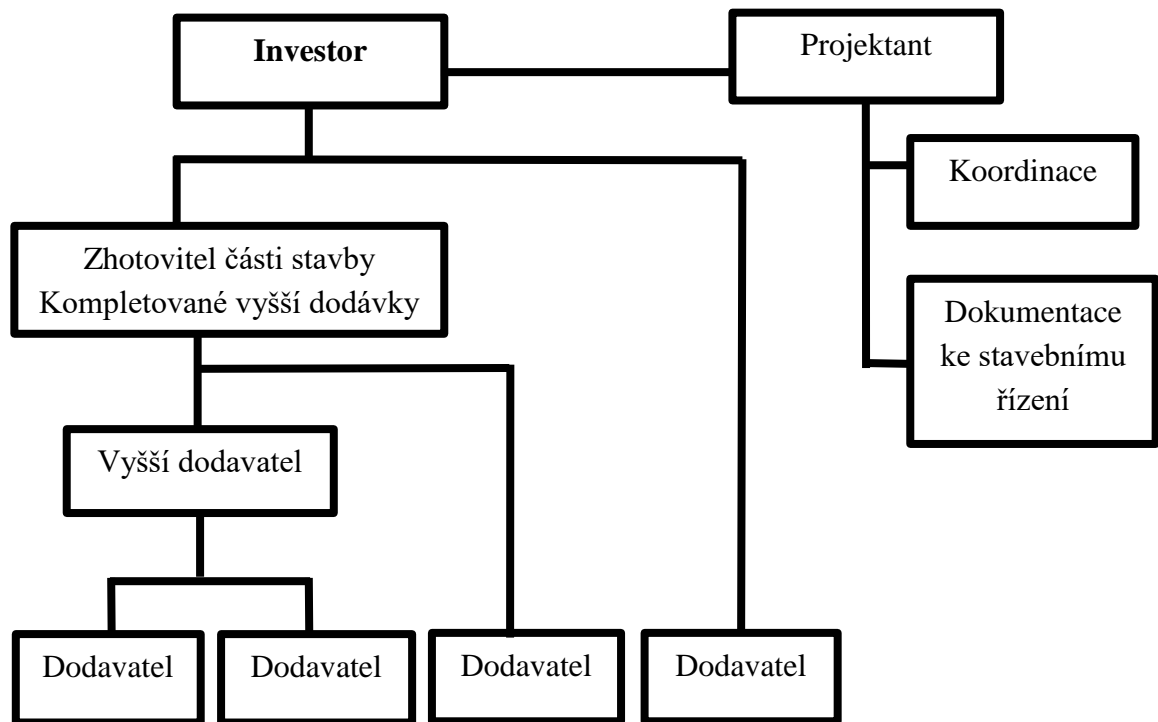 Investor
Projektant
Koordinace
Zhotovitel části stavby
Kompletované vyšší dodávky
Dokumentace
ke stavebnímu
řízení
Vyšší dodavatel
Dodavatel
Dodavatel
Dodavatel
Dodavatel